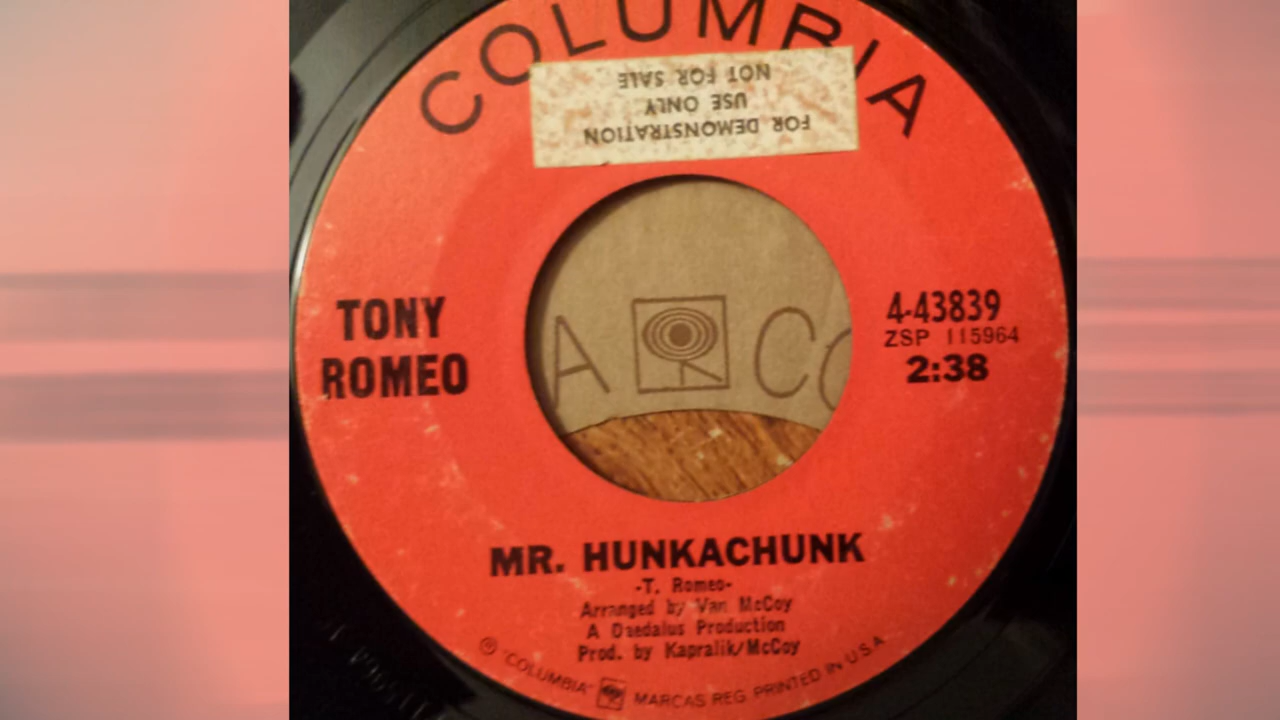 COLUMBIA
FOR DEMONSTRATION
USE ONLY
NOT FOR SALE
TONY
ROMEO
4-43839
ZSP 115964
2:38
A CO
MR. HUNKACHUNK
-T. Romeo-
Arranged by Van McCoy
A Daedalus Production
Prod. by Kapralik/McCoy
® "COLUMBIA" MARCAS REG. PRINTED IN U.S.A.